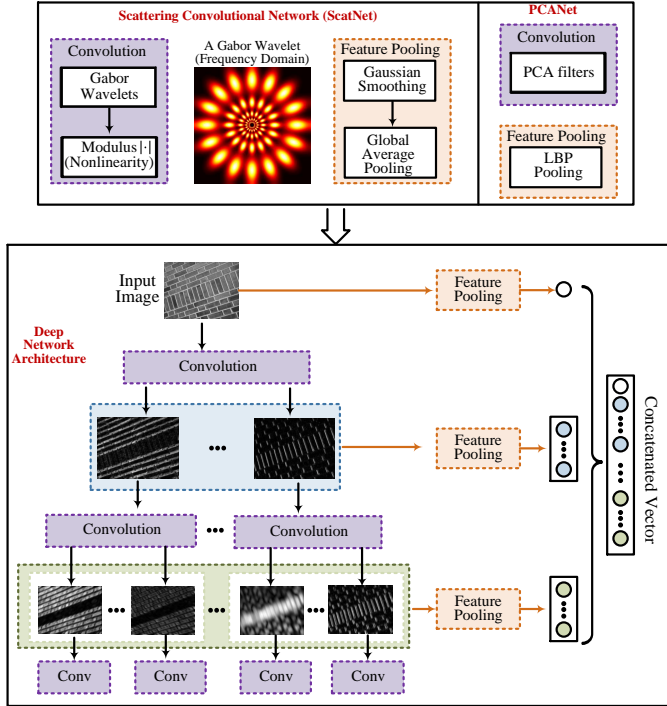 Scattering Convolutional Network (ScatNet)
PCANet
Convolution
Gabor
Wavelets
Modulus |·|
(Nonlinearity)
A Gabor Wavelet
(Frequency Domain)
Feature Pooling
Gaussian
Smoothing
Global
Average
Pooling
Convolution
PCA filters
Feature Pooling
LBP
Pooling
Input
Image
Feature
Pooling
Deep
Network
Architecture
Convolution
Feature
Pooling
Concatenated Vector
Convolution
Convolution
Feature
Pooling
Conv
Conv
Conv
Conv